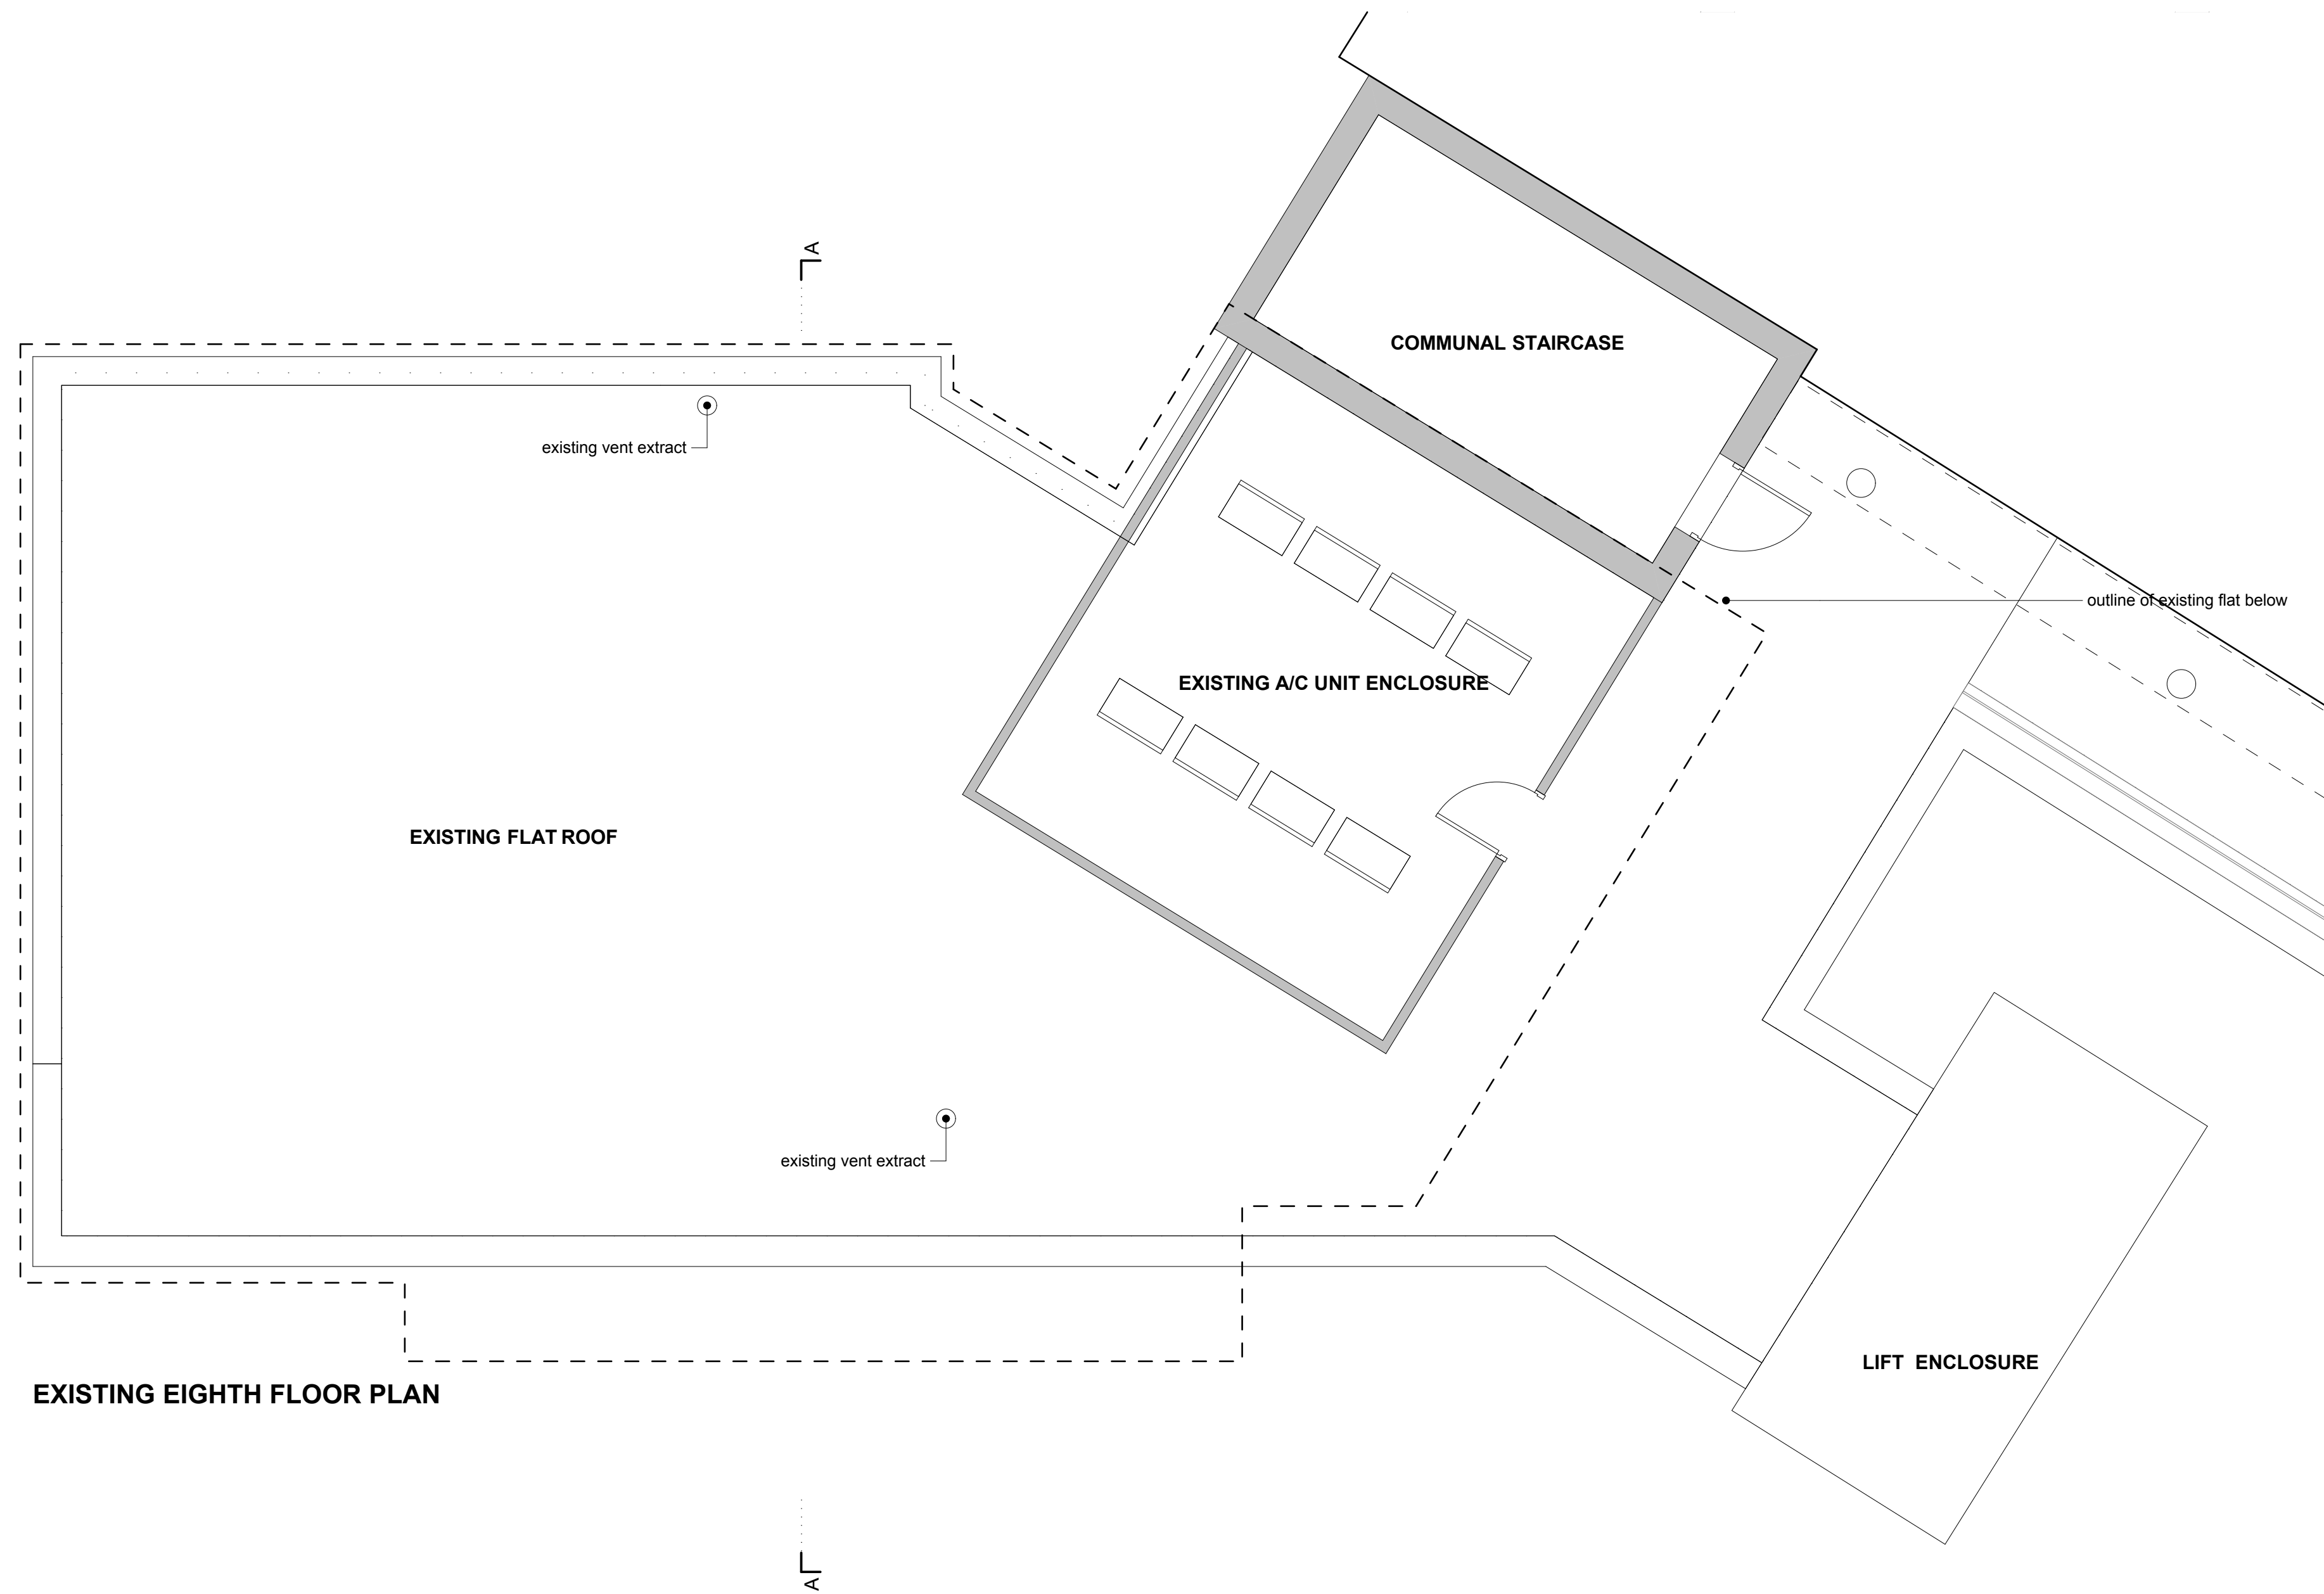 A
COMMUNAL STAIRCASE
existing vent extract
outline of existing flat below
EXISTING A/C UNIT ENCLOSURE
EXISTING FLAT ROOF
existing vent extract
LIFT ENCLOSURE
EXISTING EIGHTH FLOOR PLAN
A